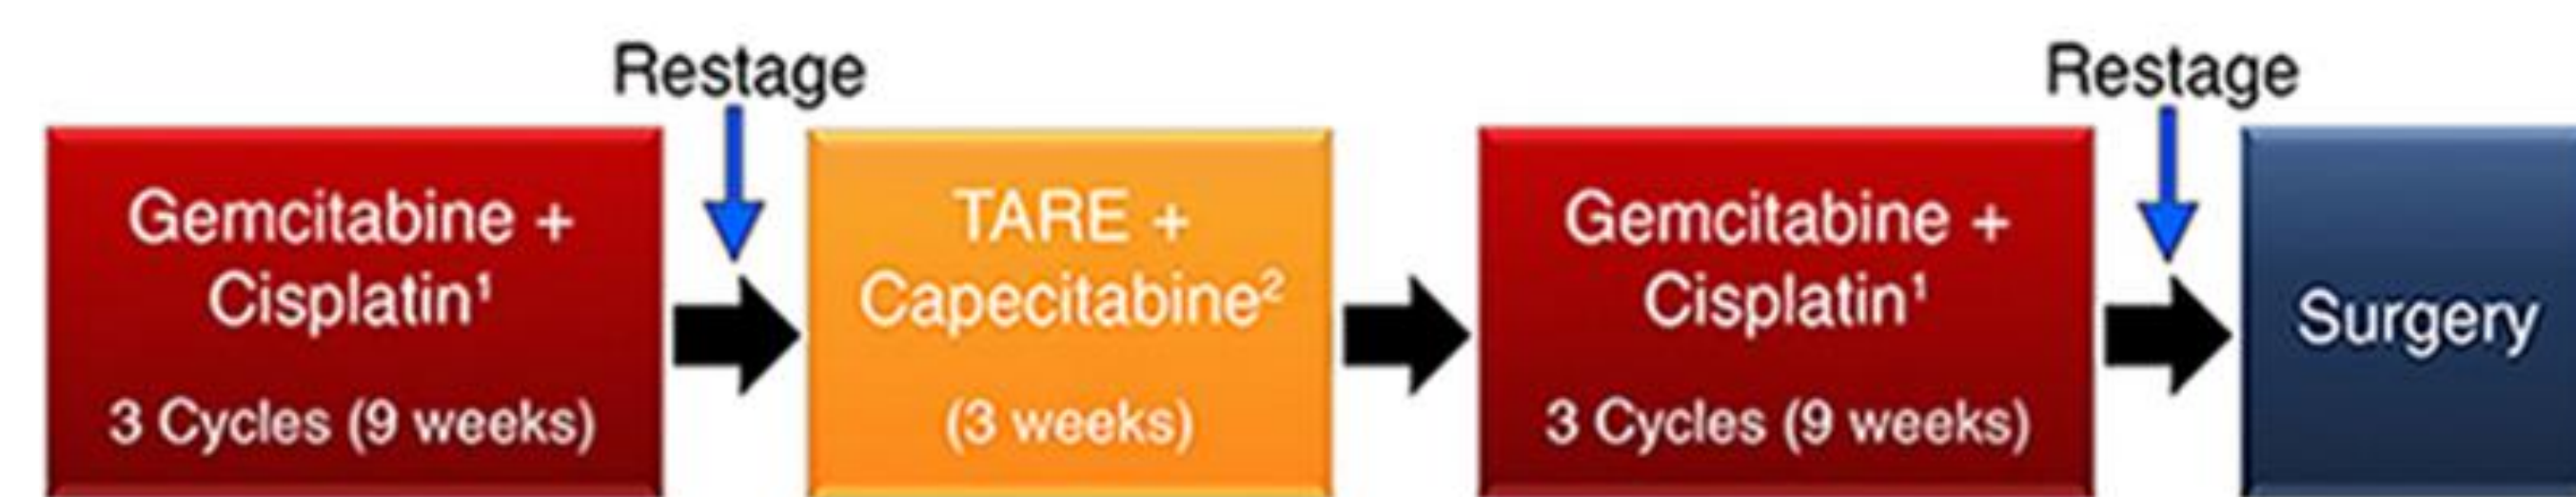 Restage
Restage
Gemcitabine +
Cisplatin¹
3 Cycles (9 weeks)
TARE +
Capecitabine²
(3 weeks)
Gemcitabine +
Cisplatin¹
3 Cycles (9 weeks)
Surgery